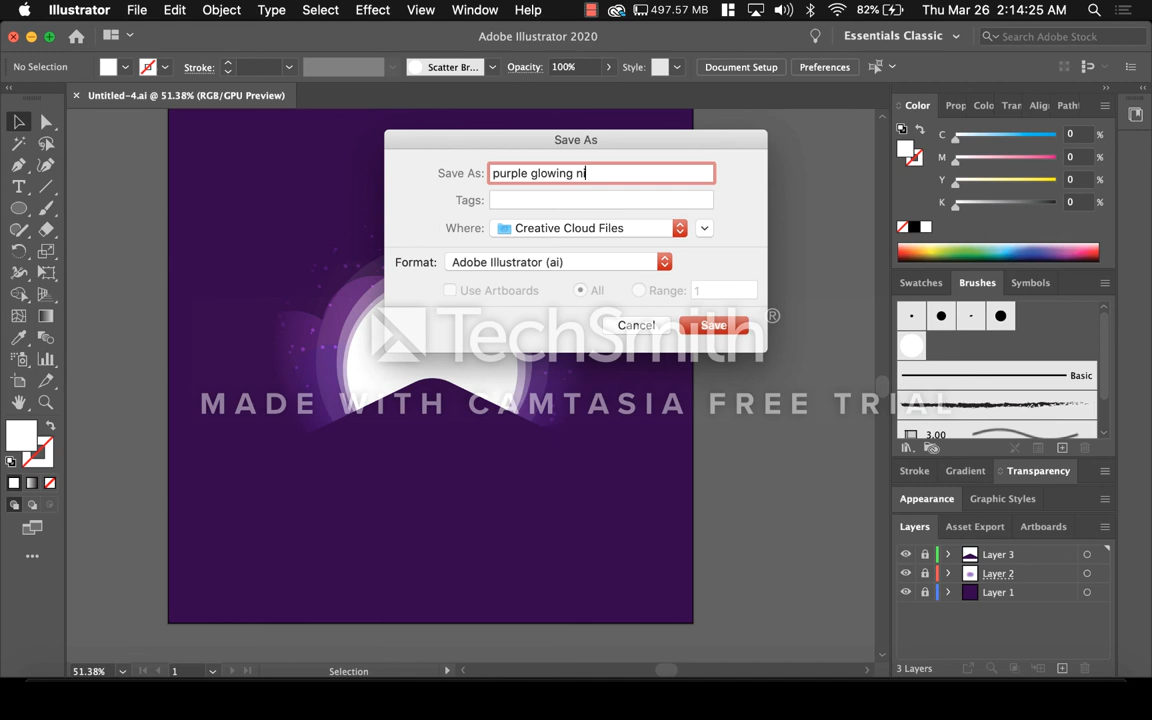 Illustrator File Edit Object Type Select Effect View Window Help 497.57 MB 82% Thu Mar 26 2:14:25 AM
Adobe Illustrator 2020 Essentials Classic Search Adobe Stock
No Selection Stroke: Scatter Br... Opacity: 100% Style: Document Setup Preferences
× Untitled-4.ai @ 51.38% (RGB/GPU Preview)
Color Prop Colo Tran Alig Pathf
Save As
Save As: purple glowing ni
Tags:
Where: Creative Cloud Files
Format: Adobe Illustrator (ai)
Use Artboards All Range: 1
Cancel Save
TechSmith®
MADE WITH CAMTASIA FREE TRIAL
C 0 %
M 0 %
Y 0 %
K 0 %
Swatches Brushes Symbols
Basic
3.00
Stroke Gradient Transparency
Appearance Graphic Styles
Layers Asset Export Artboards
Layer 3
Layer 2
Layer 1
3 Layers
51.38% 1 Selection